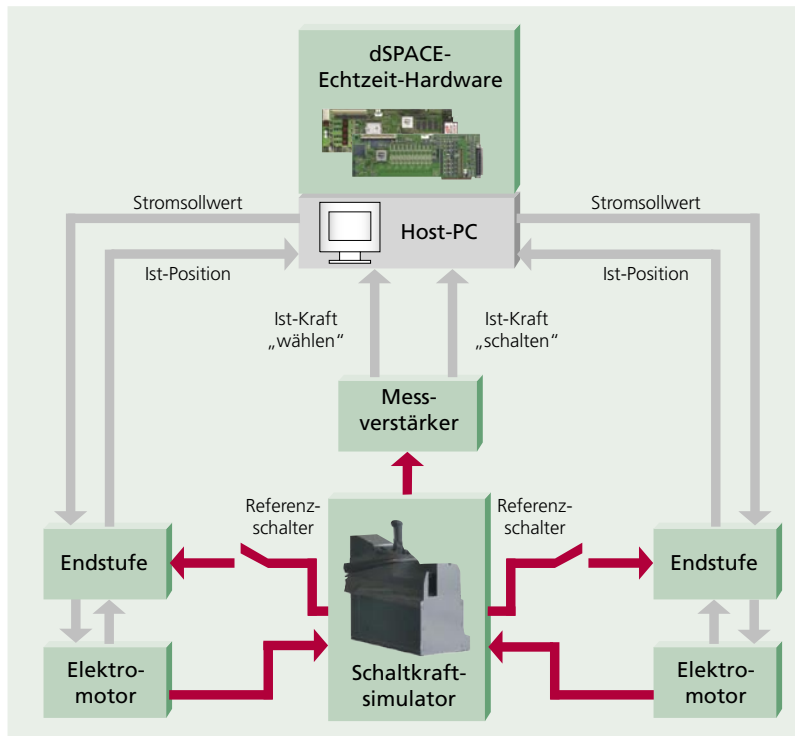 dSPACE-
Echtzeit-Hardware
Host-PC
Stromsollwert
Stromsollwert
Ist-Position
Ist-Position
Ist-Kraft
„wählen“
Ist-Kraft
„schalten“
Mess-
verstärker
Referenz-
schalter
Referenz-
schalter
Endstufe
Endstufe
Elektro-
motor
Schaltkraft-
simulator
Elektro-
motor